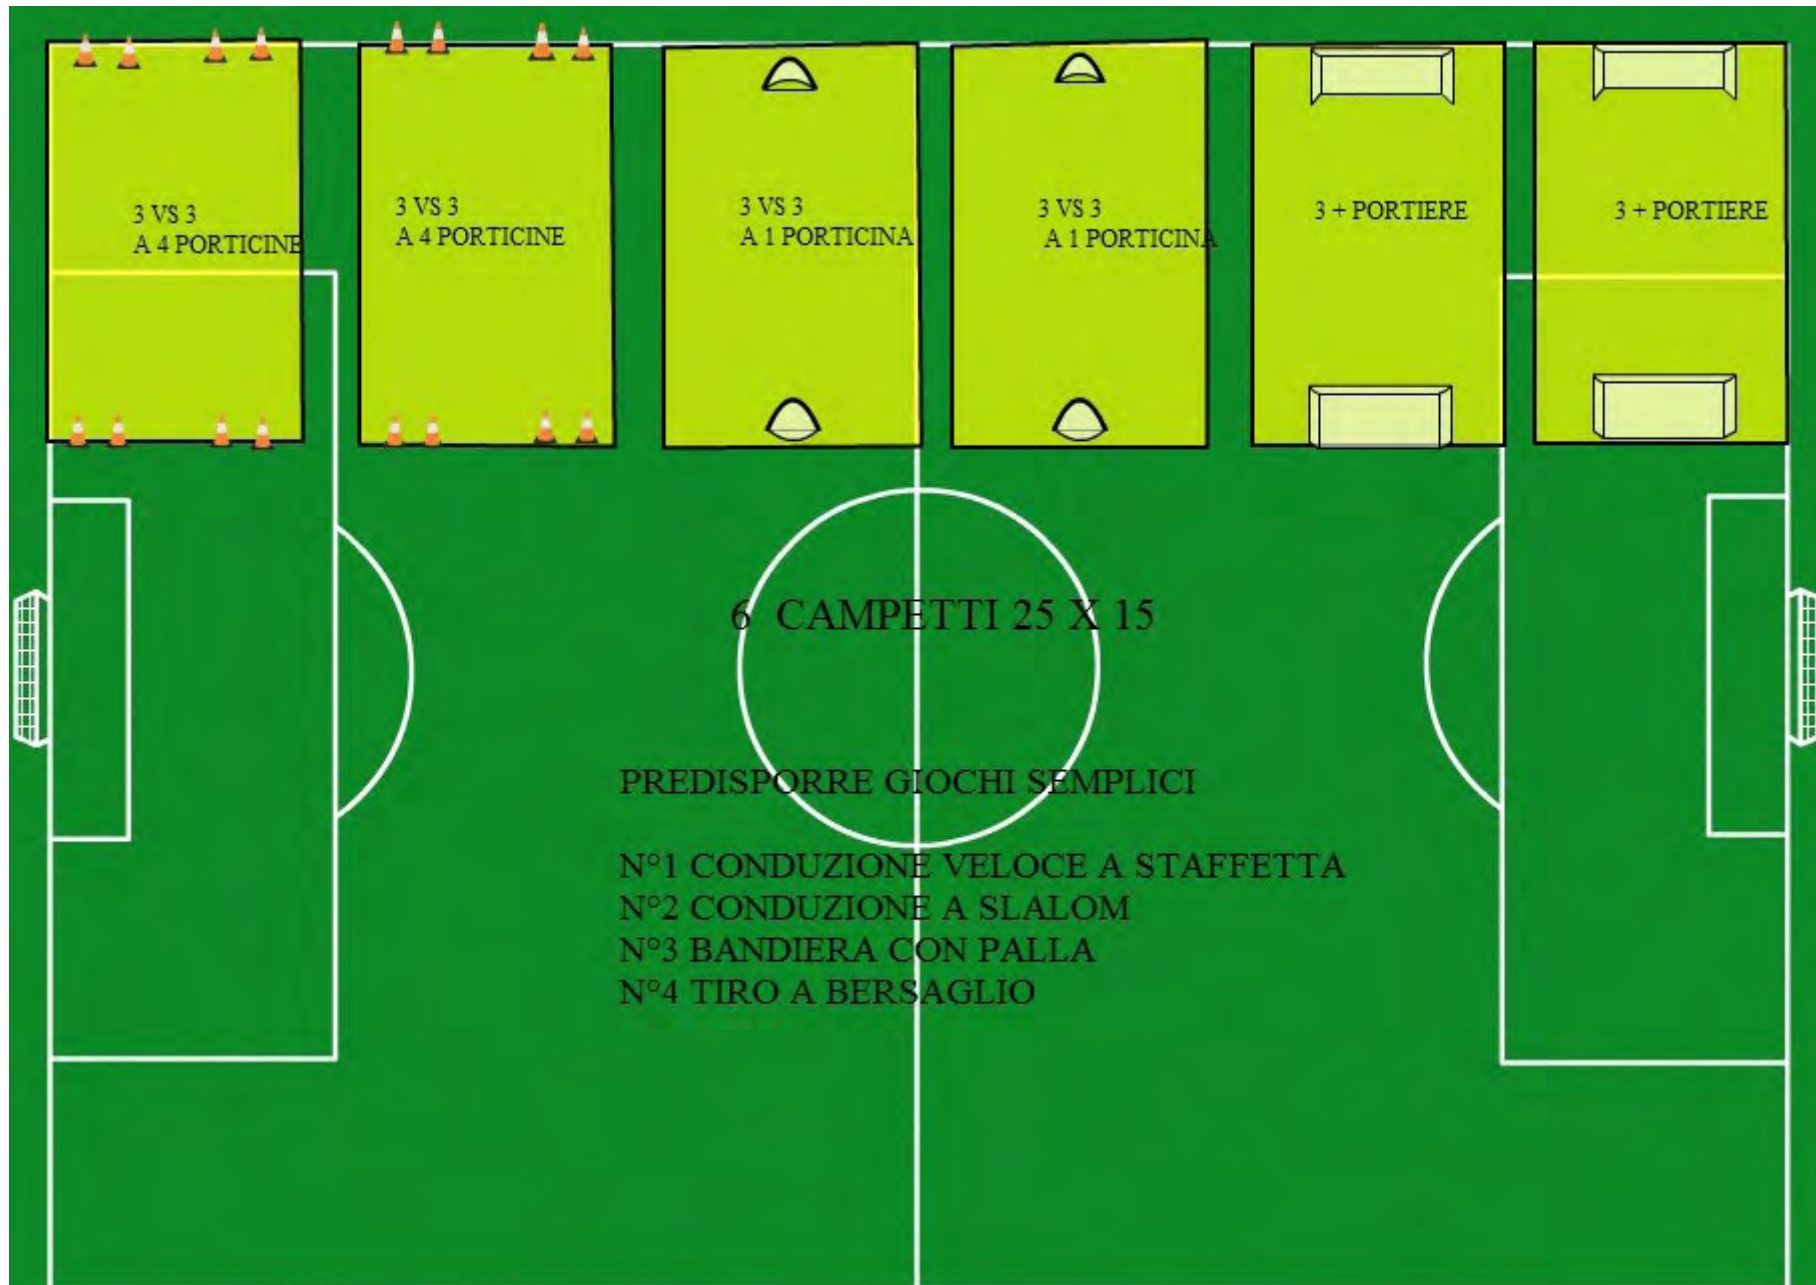 3 VS 3
A 4 PORTICINE
3 VS 3
A 4 PORTICINE
3 VS 3
A 1 PORTICINA
3 VS 3
A 1 PORTICINA
3 + PORTIERE
3 + PORTIERE
6 CAMPETTI 25 X 15
PREDISPORRE GIOCHI SEMPLICI
N°1 CONDUZIONE VELOCE A STAFFETTA
N°2 CONDUZIONE A SLALOM
N°3 BANDIERA CON PALLA
N°4 TIRO A BERSAGLIO